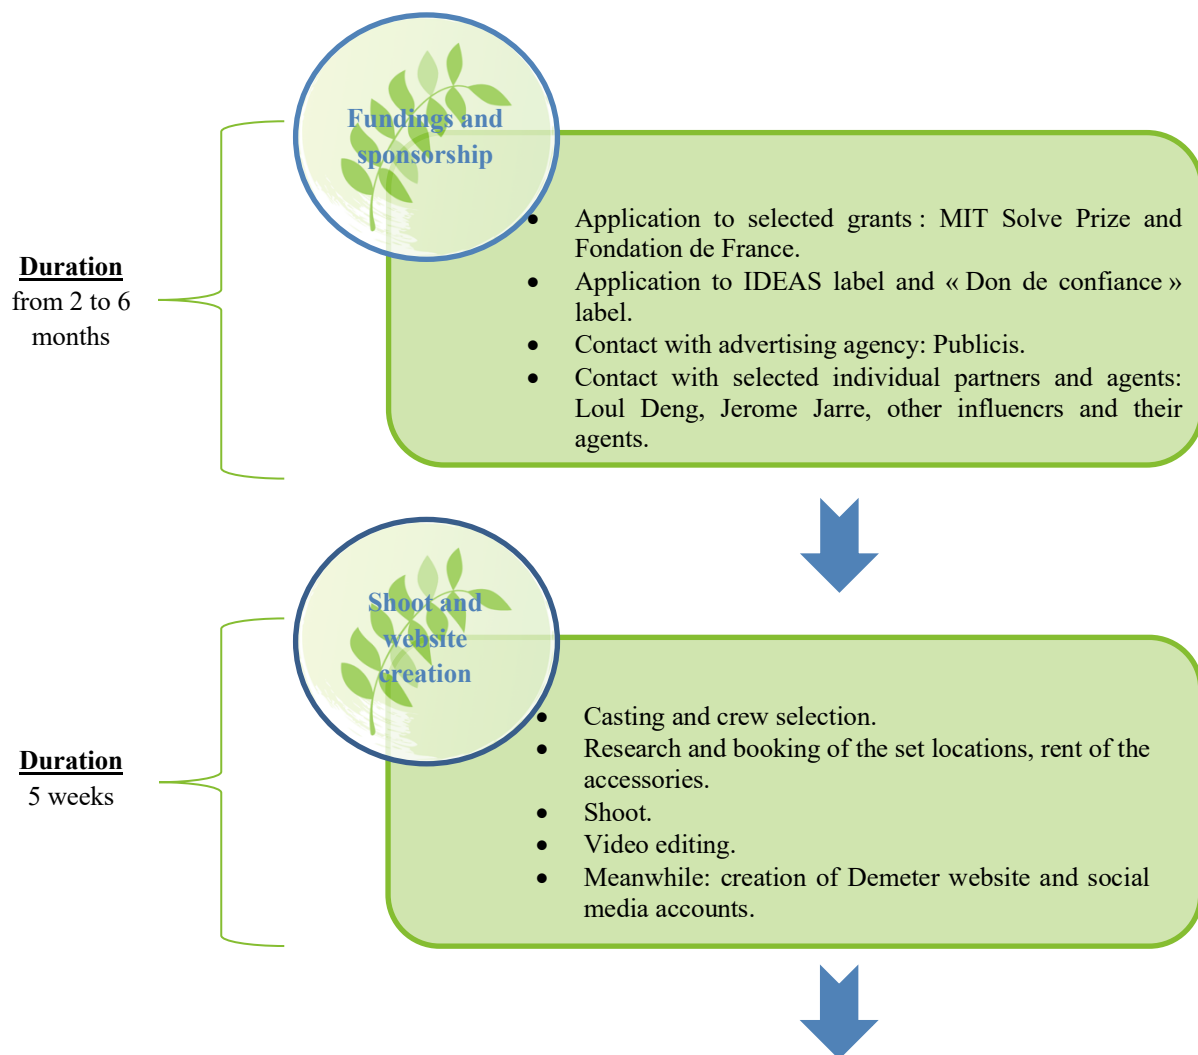 Fundings and
sponsorship
Duration
from 2 to 6
months
• Application to selected grants : MIT Solve Prize and
Fondation de France.
• Application to IDEAS label and « Don de confiance »
label.
• Contact with advertising agency: Publicis.
• Contact with selected individual partners and agents:
Loul Deng, Jerome Jarre, other influencrs and their
agents.
Shoot and
website
creation
Duration
5 weeks
• Casting and crew selection.
• Research and booking of the set locations, rent of the
accessories.
• Shoot.
• Video editing.
• Meanwhile: creation of Demeter website and social
media accounts.